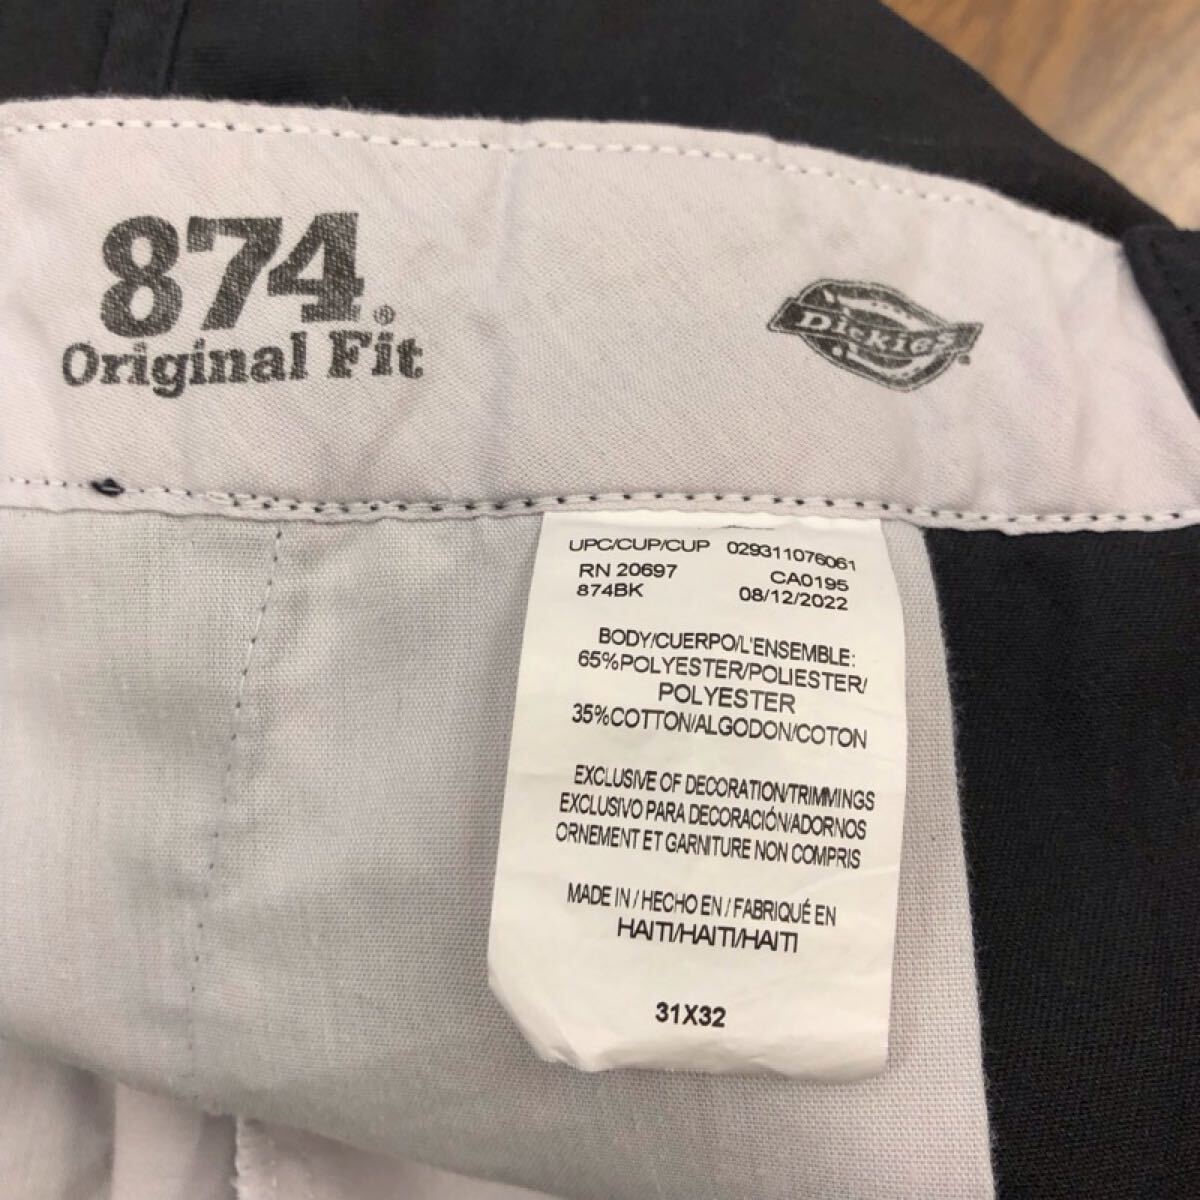 874®
Original Fit
Dickies®
UPC/CUP/CUP 029311076061
RN 20697 CA0195
874BK 08/12/2022
BODY/CUERPO/L'ENSEMBLE:
65%POLYESTER/POLIESTER/
POLYESTER
35%COTTON/ALGODON/COTON
EXCLUSIVE OF DECORATION/TRIMMINGS
EXCLUSIVO PARA DECORACIÓN/ADORNOS
ORNEMENT ET GARNITURE NON COMPRIS
MADE IN / HECHO EN / FABRIQUÉ EN
HAITI/HAITI/HAITI
31X32